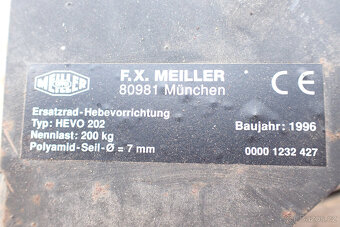 MEILLER
F.X. MEILLER
80981 München
CE
Ersatzrad-Hebevorrichtung
Typ: HEVO 202
Nennlast: 200 kg
Baujahr: 1996
Polyamid-Seil-Ø = 7 mm
0000 1232 427